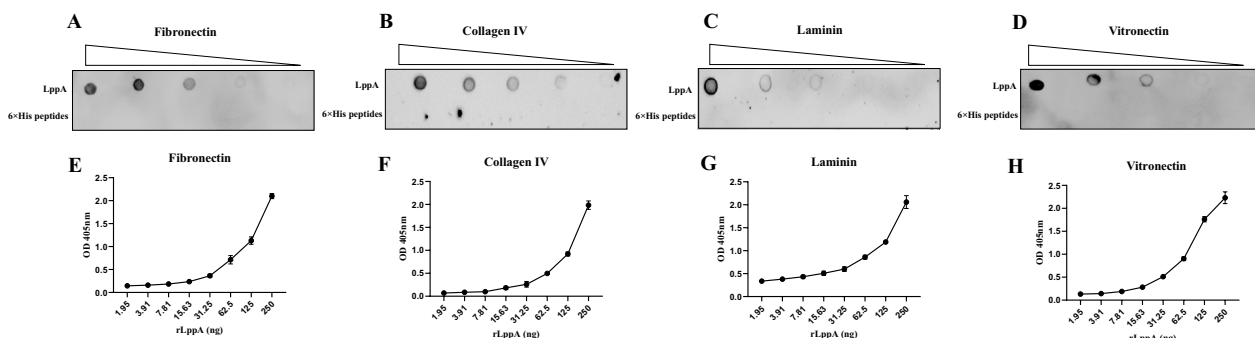 A
Fibronectin
LppA
6×His peptides
B
Collagen IV
LppA
6×His peptides
C
Laminin
LppA
6×His peptides
D
Vitronectin
LppA
6×His peptides
E
Fibronectin
OD 405nm
2.5
2.0
1.5
1.0
0.5
0.0
1.95 3.91 7.81 15.63 31.25 62.5 125 250
rLppA (ng)
F
Collagen IV
OD 405nm
2.5
2.0
1.5
1.0
0.5
0.0
1.95 3.91 7.81 15.63 31.25 62.5 125 250
rLppA (ng)
G
Laminin
OD 405nm
2.5
2.0
1.5
1.0
0.5
0.0
1.95 3.91 7.81 15.63 31.25 62.5 125 250
rLppA (ng)
H
Vitronectin
OD 405nm
2.5
2.0
1.5
1.0
0.5
0.0
1.95 3.91 7.81 15.63 31.25 62.5 125 250
rLppA (ng)